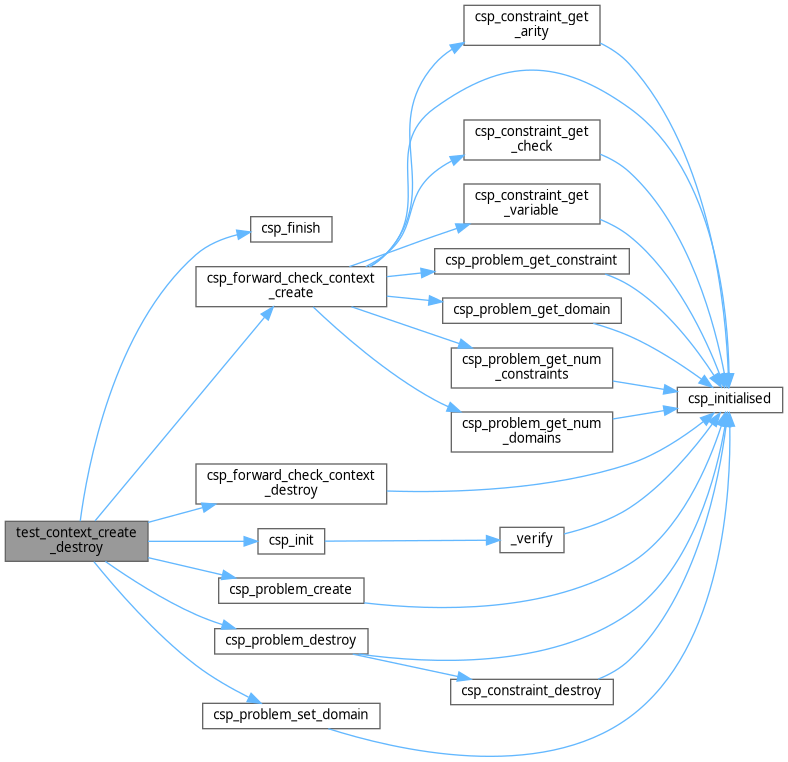 csp_constraint_get
_arity
csp_constraint_get
_check
csp_constraint_get
_variable
csp_finish
csp_problem_get_constraint
csp_forward_check_context
_create
csp_problem_get_domain
csp_problem_get_num
_constraints
csp_initialised
csp_problem_get_num
_domains
csp_forward_check_context
_destroy
test_context_create
_destroy
csp_init
_verify
csp_problem_create
csp_problem_destroy
csp_constraint_destroy
csp_problem_set_domain